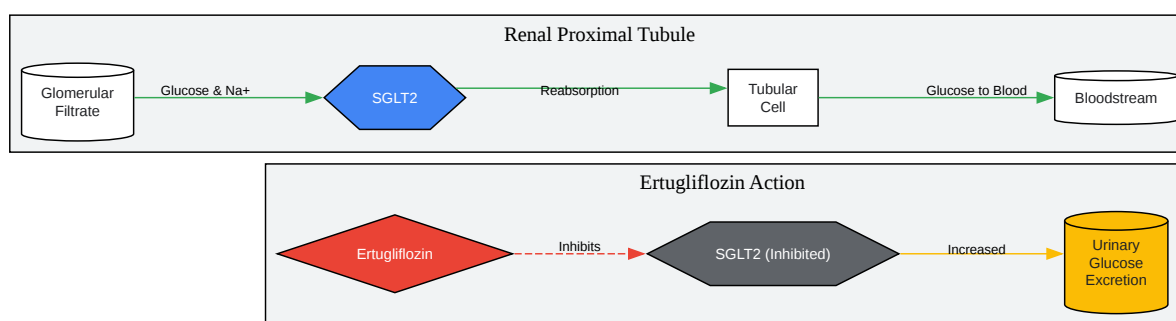 Renal Proximal Tubule
Glomerular
Filtrate
Glucose & Na+
SGLT2
Reabsorption
Tubular
Cell
Glucose to Blood
Bloodstream
Ertugliflozin Action
Ertugliflozin
Inhibits
SGLT2 (Inhibited)
Increased
Urinary
Glucose
Excretion